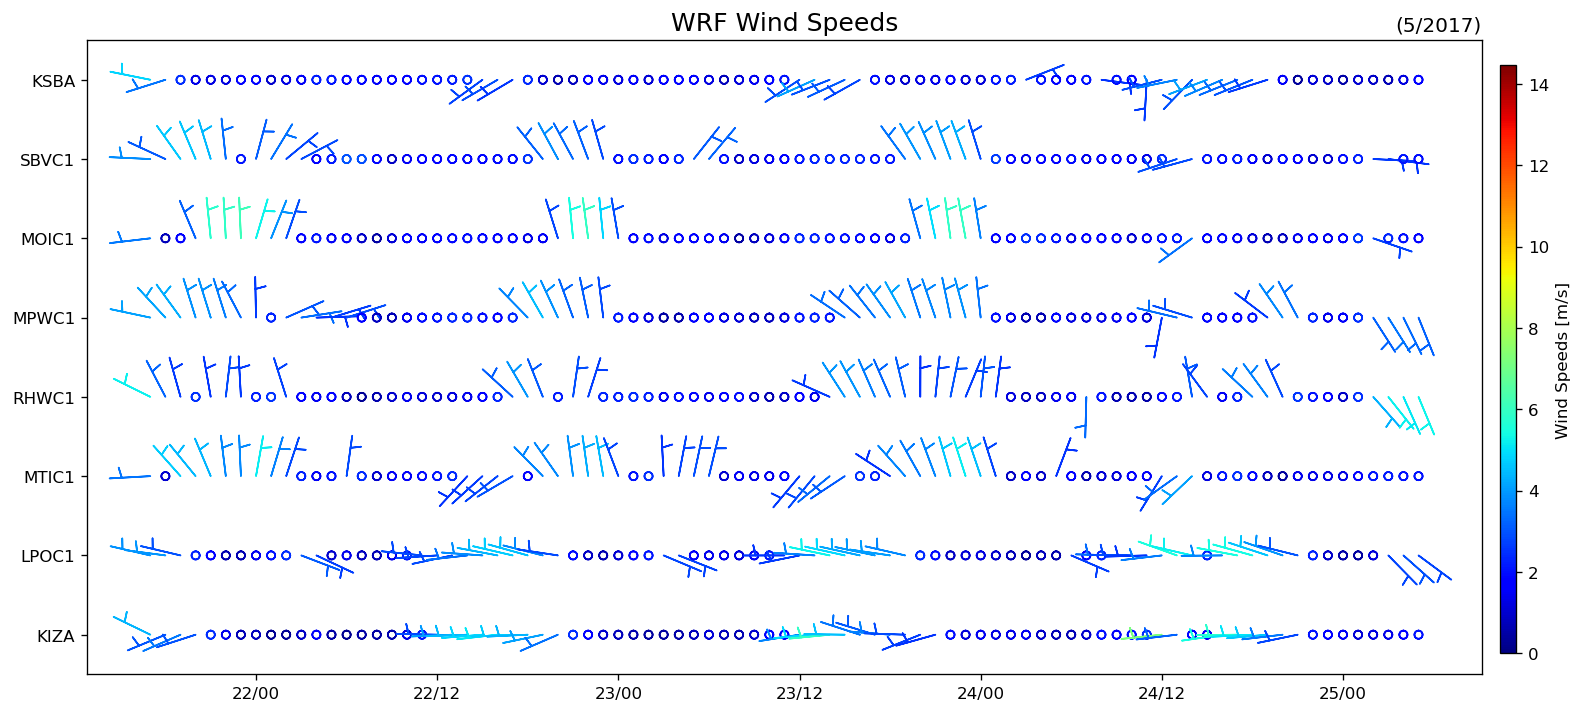 WRF Wind Speeds
(5/2017)
KSBA
SBVC1
MOIC1
MPWC1
RHWC1
MTIC1
LPOC1
KIZA
22/00 22/12 23/00 23/12 24/00 24/12 25/00
14
12
10
8
6
4
2
0
Wind Speeds [m/s]